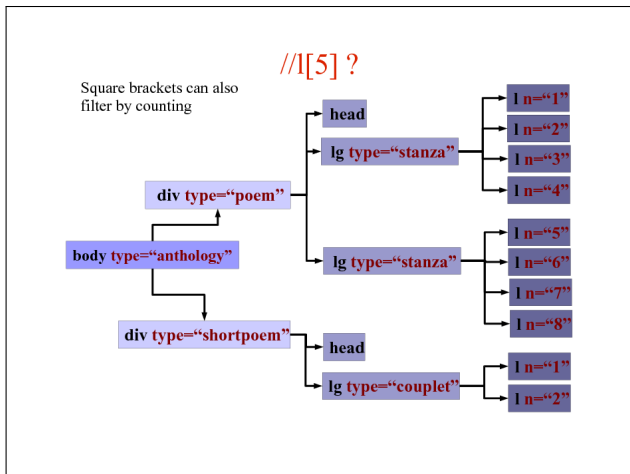 //l[5] ?
Square brackets can also
filter by counting
head
lg type=“stanza”
l n=“1”
l n=“2”
l n=“3”
l n=“4”
div type=“poem”
body type=“anthology”
lg type=“stanza”
l n=“5”
l n=“6”
l n=“7”
l n=“8”
div type=“shortpoem”
head
lg type=“couplet”
l n=“1”
l n=“2”